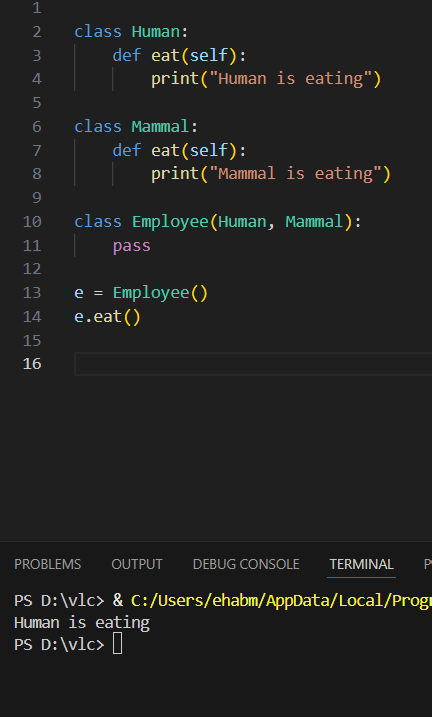 1
2 class Human:
3     def eat(self):
4         print("Human is eating")
5
6 class Mammal:
7     def eat(self):
8         print("Mammal is eating")
9
10 class Employee(Human, Mammal):
11     pass
12
13 e = Employee()
14 e.eat()
15
16
PROBLEMS OUTPUT DEBUG CONSOLE TERMINAL P
PS D:\vlc> & C:/Users/ehabm/AppData/Local/Progr
Human is eating
PS D:\vlc>